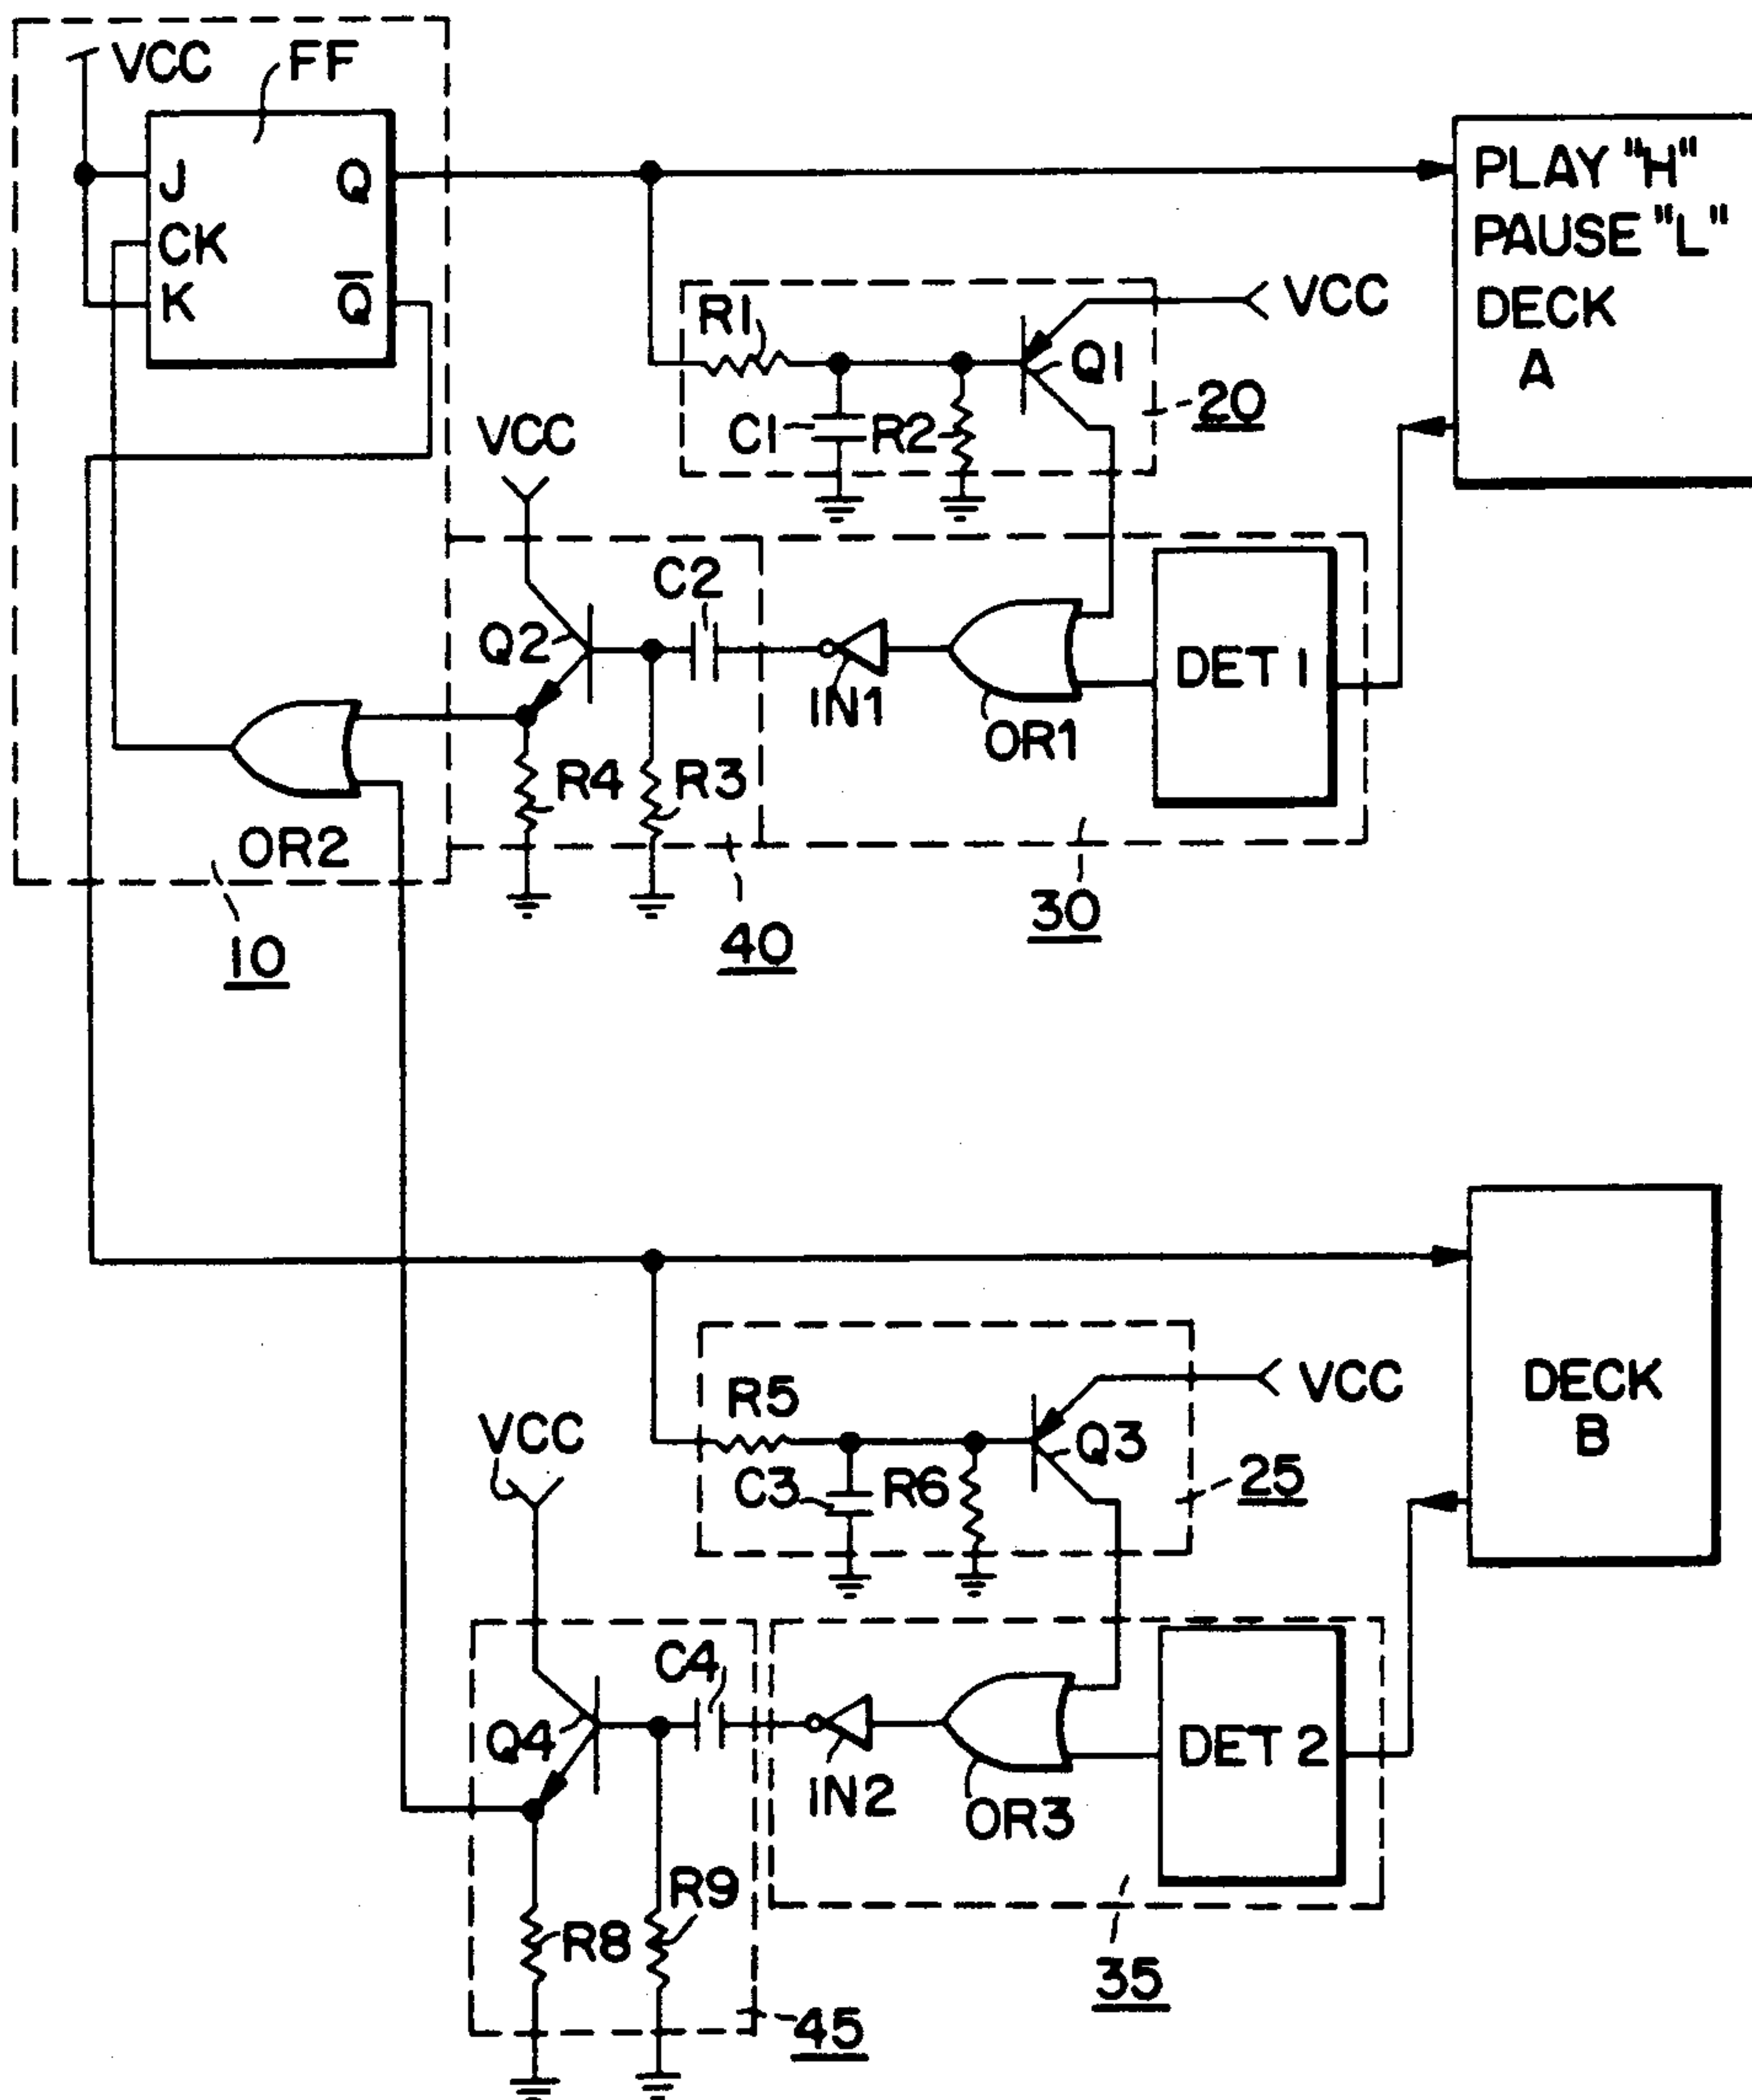 VCC
FF
J
Q
CK
K
Q̅
PLAY "H"
PAUSE "L"
DECK
A
R1
VCC
Q1
20
C1
R2
VCC
C2
Q2
IN1
OR1
DET 1
R4
R3
OR2
10
40
30
DECK
B
R5
VCC
Q3
25
C3
R6
VCC
C4
Q4
IN2
OR3
DET 2
R8
R9
35
45